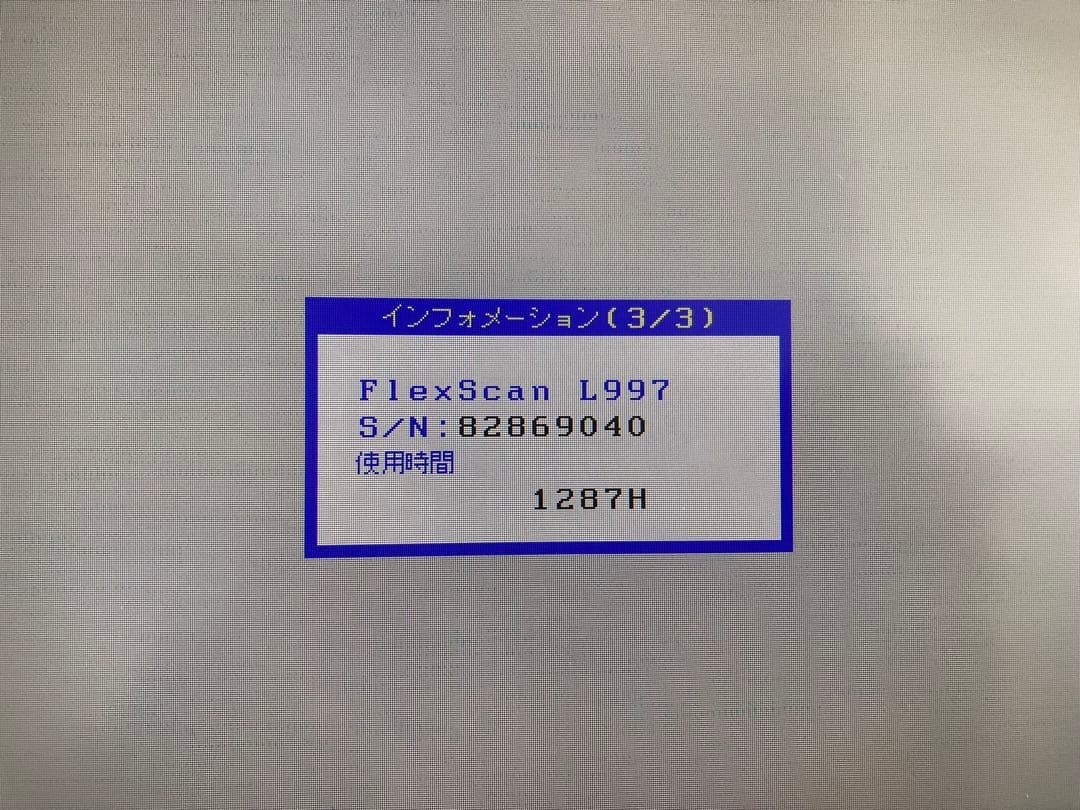 インフォメーション(3/3)
FlexScan L997
S/N:82869040
使用時間
1287H